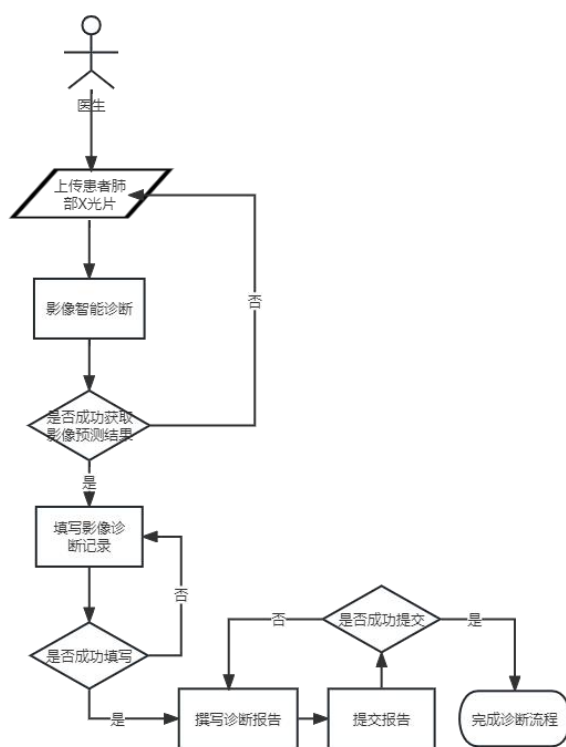 医生
上传患者肺
部X光片
否
影像智能诊断
是否成功获取
影像预测结果
是
填写影像诊
断记录
否
是否成功填写
是
撰写诊断报告
提交报告
否
是否成功提交
是
完成诊断流程